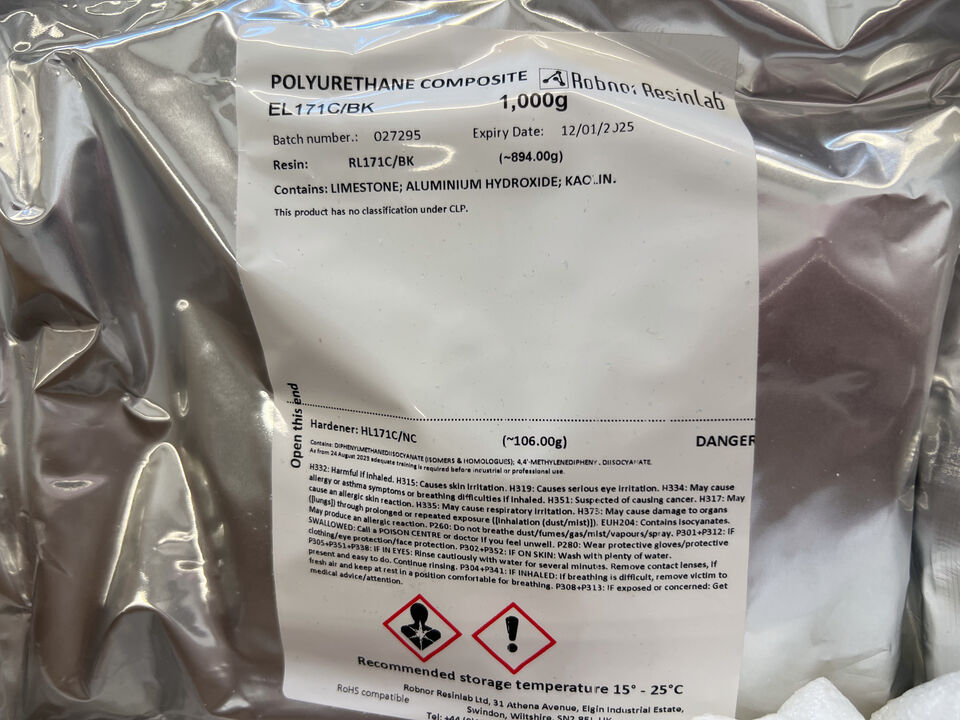 POLYURETHANE COMPOSITE Robnor ResinLab
EL171C/BK 1,000g
Batch number.: 027295 Expiry Date: 12/01/2025
Resin: RL171C/BK (~894.00g)
Contains: LIMESTONE; ALUMINIUM HYDROXIDE; KAOLIN.
This product has no classification under CLP.
Open this end
Hardener: HL171C/NC (~106.00g) DANGER
Contains: DIPHENYLMETHANEDIISOCYANATE (ISOMERS & HOMOLOGUES); 4,4'-METHYLENEDIPHENYL DIISOCYANATE.
As from 24 August 2023 adequate training is required before industrial or professional use.
H332: Harmful if inhaled. H315: Causes skin irritation. H319: Causes serious eye irritation. H334: May cause
allergy or asthma symptoms or breathing difficulties if inhaled. H351: Suspected of causing cancer. H317: May
cause an allergic skin reaction. H335: May cause respiratory irritation. H373: May cause damage to organs
([lungs]) through prolonged or repeated exposure ([inhalation (dust/mist)]). EUH204: Contains isocyanates.
May produce an allergic reaction. P260: Do not breathe dust/fumes/gas/mist/vapours/spray. P301+P312: IF
SWALLOWED: Call a POISON CENTRE or doctor if you feel unwell. P280: Wear protective gloves/protective
clothing/eye protection/face protection. P302+P352: IF ON SKIN: Wash with plenty of water.
P305+P351+P338: IF IN EYES: Rinse cautiously with water for several minutes. Remove contact lenses, if
present and easy to do. Continue rinsing. P304+P341: IF INHALED: If breathing is difficult, remove victim to
fresh air and keep at rest in a position comfortable for breathing. P308+P313: IF exposed or concerned: Get
medical advice/attention.
Recommended storage temperature 15° - 25°C
RoHS compatible
Robnor Resinlab Ltd, 31 Athena Avenue, Elgin Industrial Estate,
Swindon, Wiltshire, SN2 8EJ, UK
Tel: +44